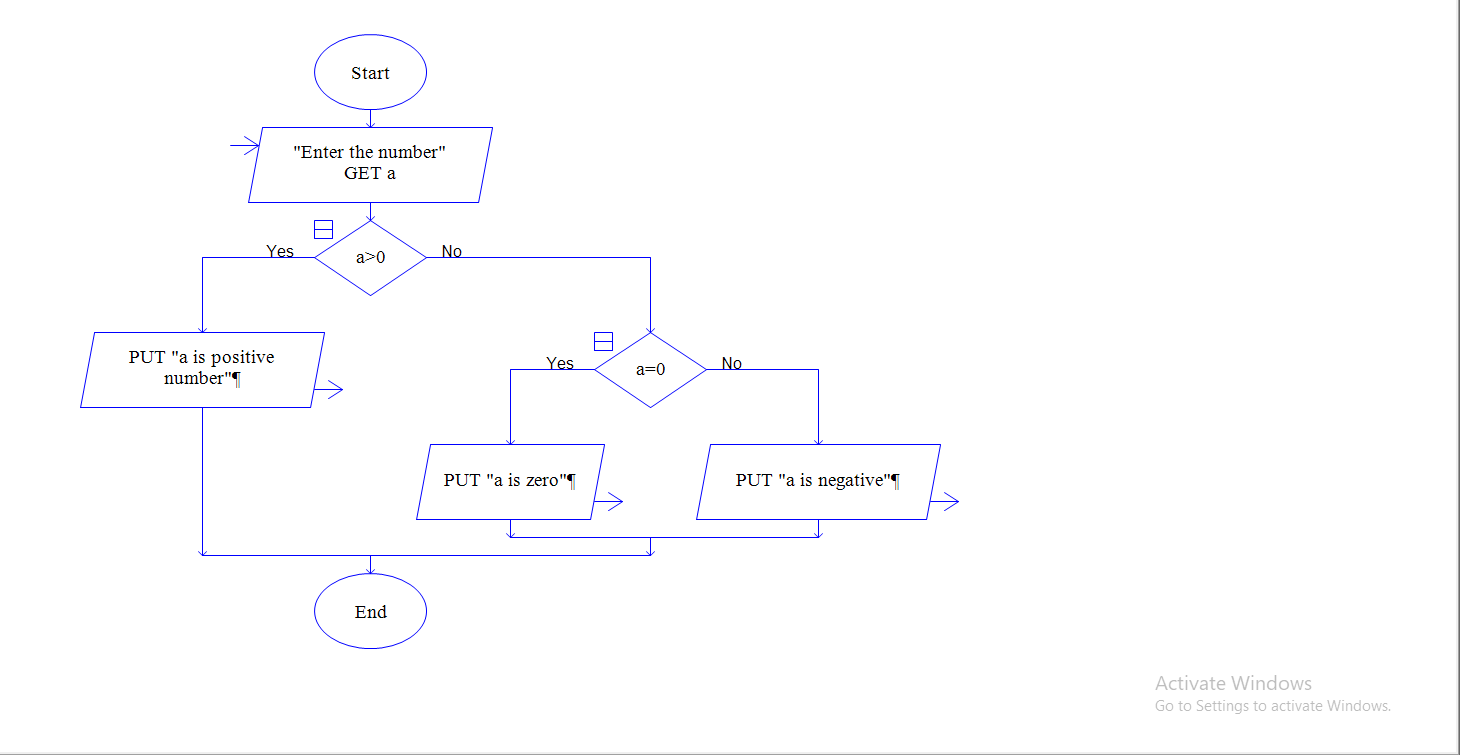 Start
"Enter the number"
GET a
Yes
a>0
No
PUT "a is positive
number"¶
Yes
a=0
No
PUT "a is zero"¶
PUT "a is negative"¶
End
Activate Windows
Go to Settings to activate Windows.